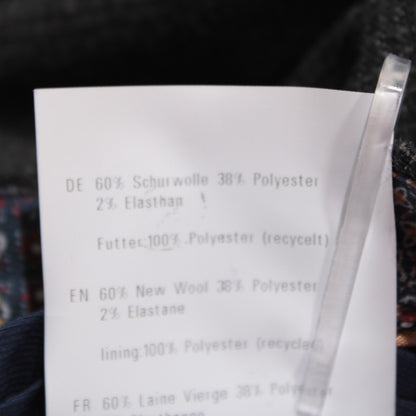 DE 60% Schurwolle 38% Polyester
2% Elasthan
Futter:100% Polyester (recycelt)
EN 60% New Wool 38% Polyester
2% Elastane
lining:100% Polyester (recycled
FR 60% Laine Vierge 38% Polyester